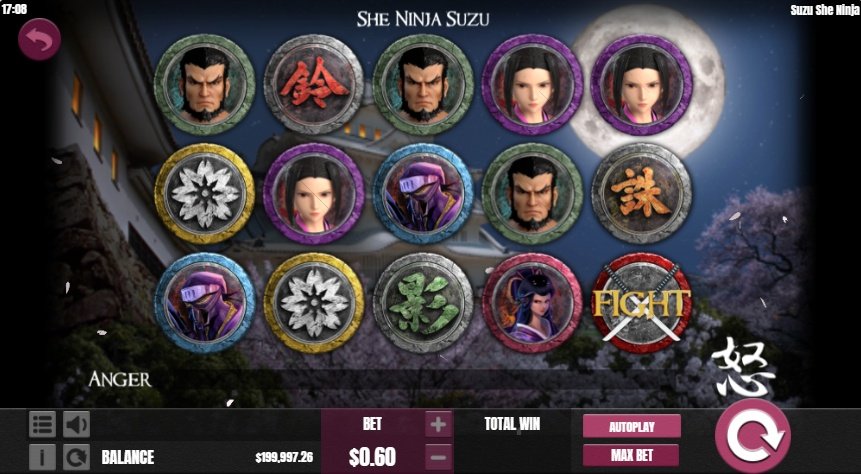 17:08
SHE NINJA SUZU
Suzu She Ninja
鈴
誅
影
FIGHT
ANGER
怒
BET
TOTAL WIN
AUTOPLAY
BALANCE
$199,997.26
$0.60
MAX BET